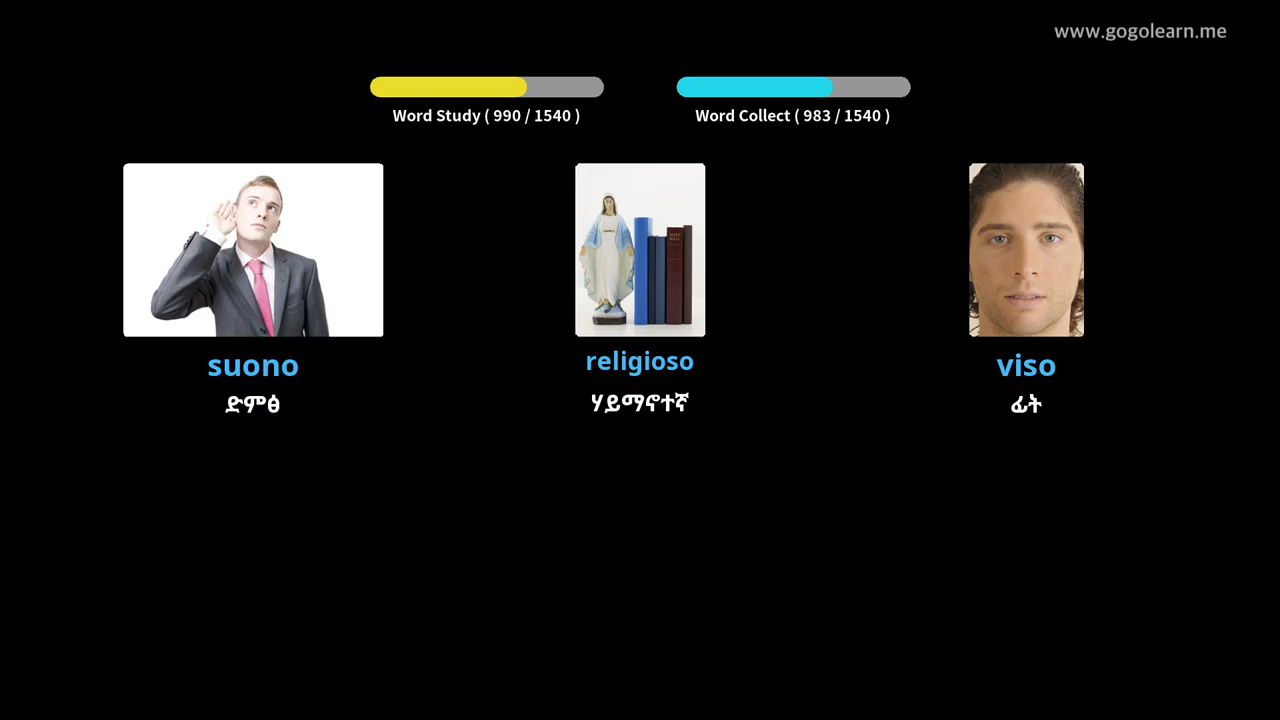 www.gogolearn.me
Word Study ( 990 / 1540 )
Word Collect ( 983 / 1540 )
suono
ድምፅ
religioso
ሃይማኖተኛ
viso
ፊት